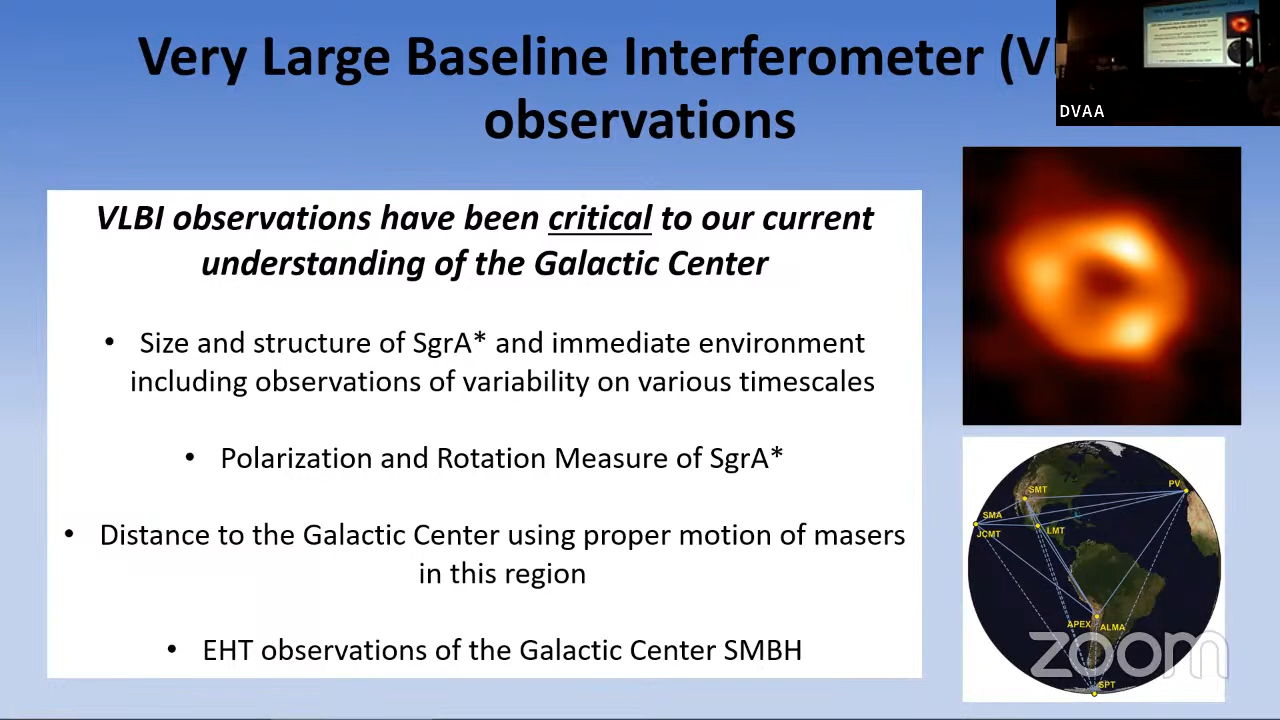 Very Large Baseline Interferometer (V
observations
DVAA
VLBI observations have been critical to our current
understanding of the Galactic Center
• Size and structure of SgrA* and immediate environment
including observations of variability on various timescales
• Polarization and Rotation Measure of SgrA*
• Distance to the Galactic Center using proper motion of masers
in this region
• EHT observations of the Galactic Center SMBH
SMT
PV
SMA
JCMT
LMT
APEX
ALMA
SPT
zoom